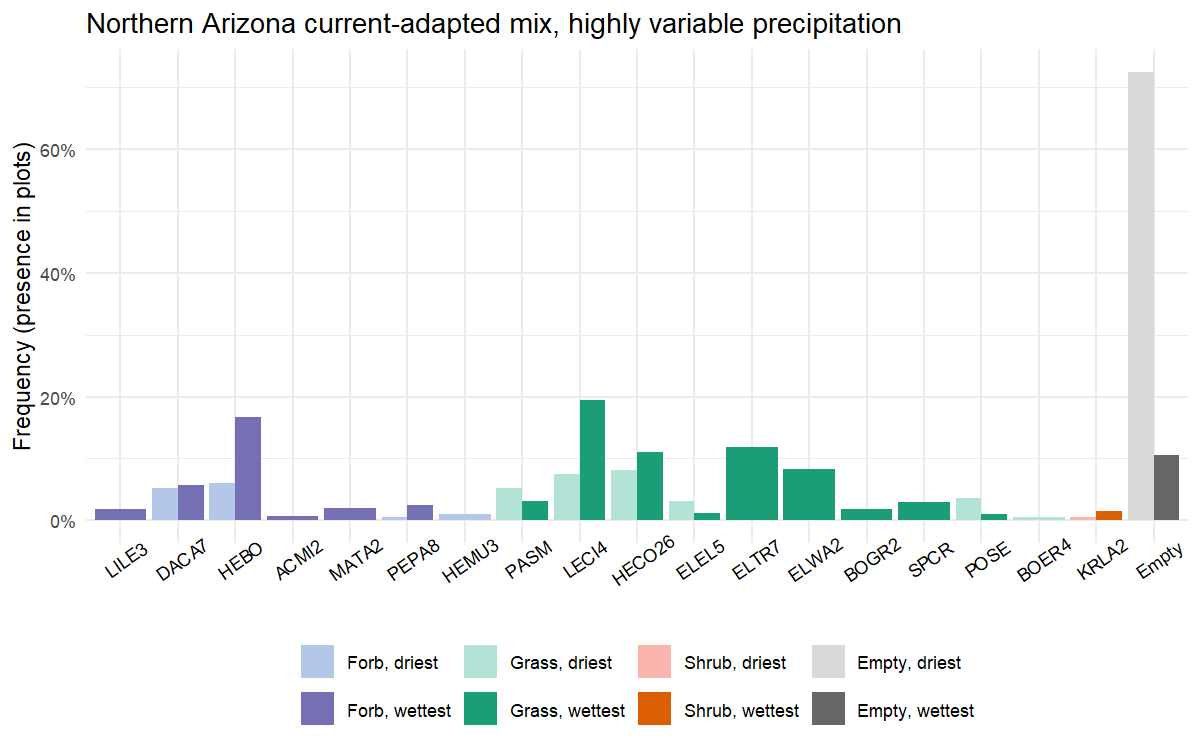 Northern Arizona current-adapted mix, highly variable precipitation
Frequency (presence in plots)
60%
40%
20%
0%
LILE3 DACA7 HEBO ACMI2 MATA2 PEPA8 HEMU3 PASM LECI4 HECO26 ELEL5 ELTR7 ELWA2 BOGR2 SPCR POSE BOER4 KRLA2 Empty
Forb, driest Grass, driest Shrub, driest Empty, driest
Forb, wettest Grass, wettest Shrub, wettest Empty, wettest